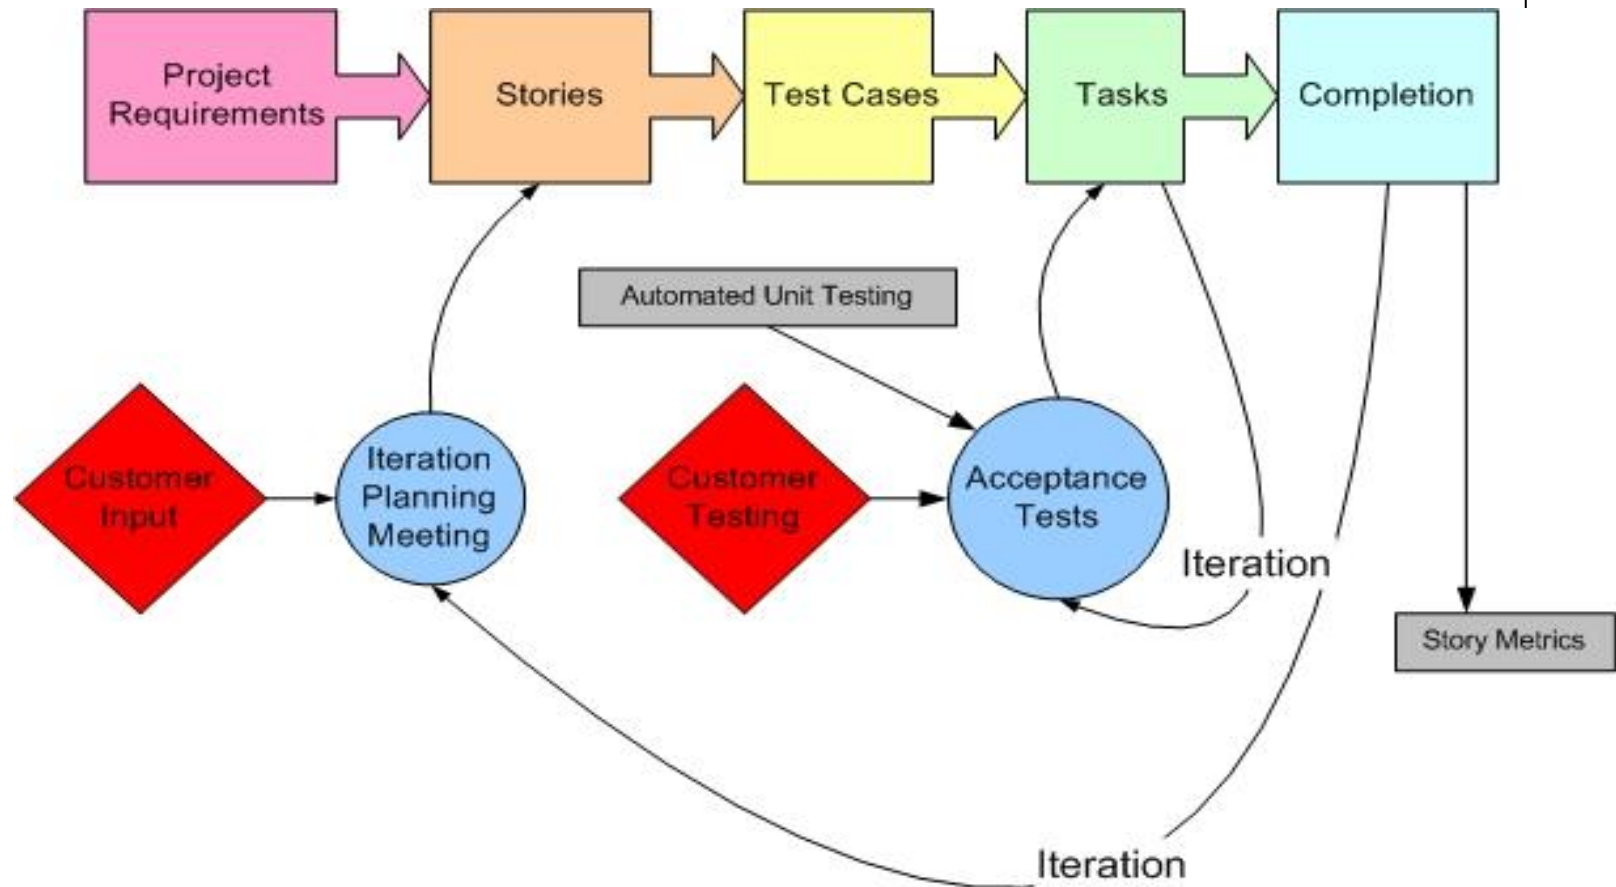 Project
Requirements
Stories
Test Cases
Tasks
Completion
Automated Unit Testing
Customer
Input
Iteration
Planning
Meeting
Customer
Testing
Acceptance
Tests
Iteration
Story Metrics
Iteration